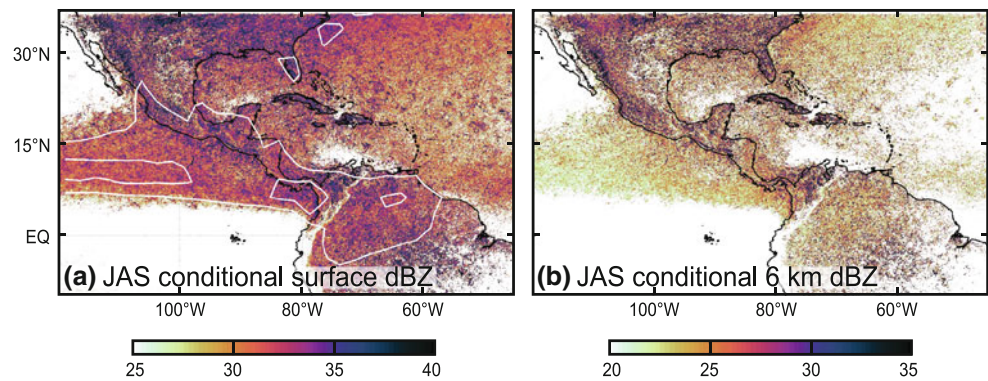 30°N
15°N
EQ
(a) JAS conditional surface dBZ
(b) JAS conditional 6 km dBZ
100°W 80°W 60°W
100°W 80°W 60°W
25 30 35 40
20 25 30 35